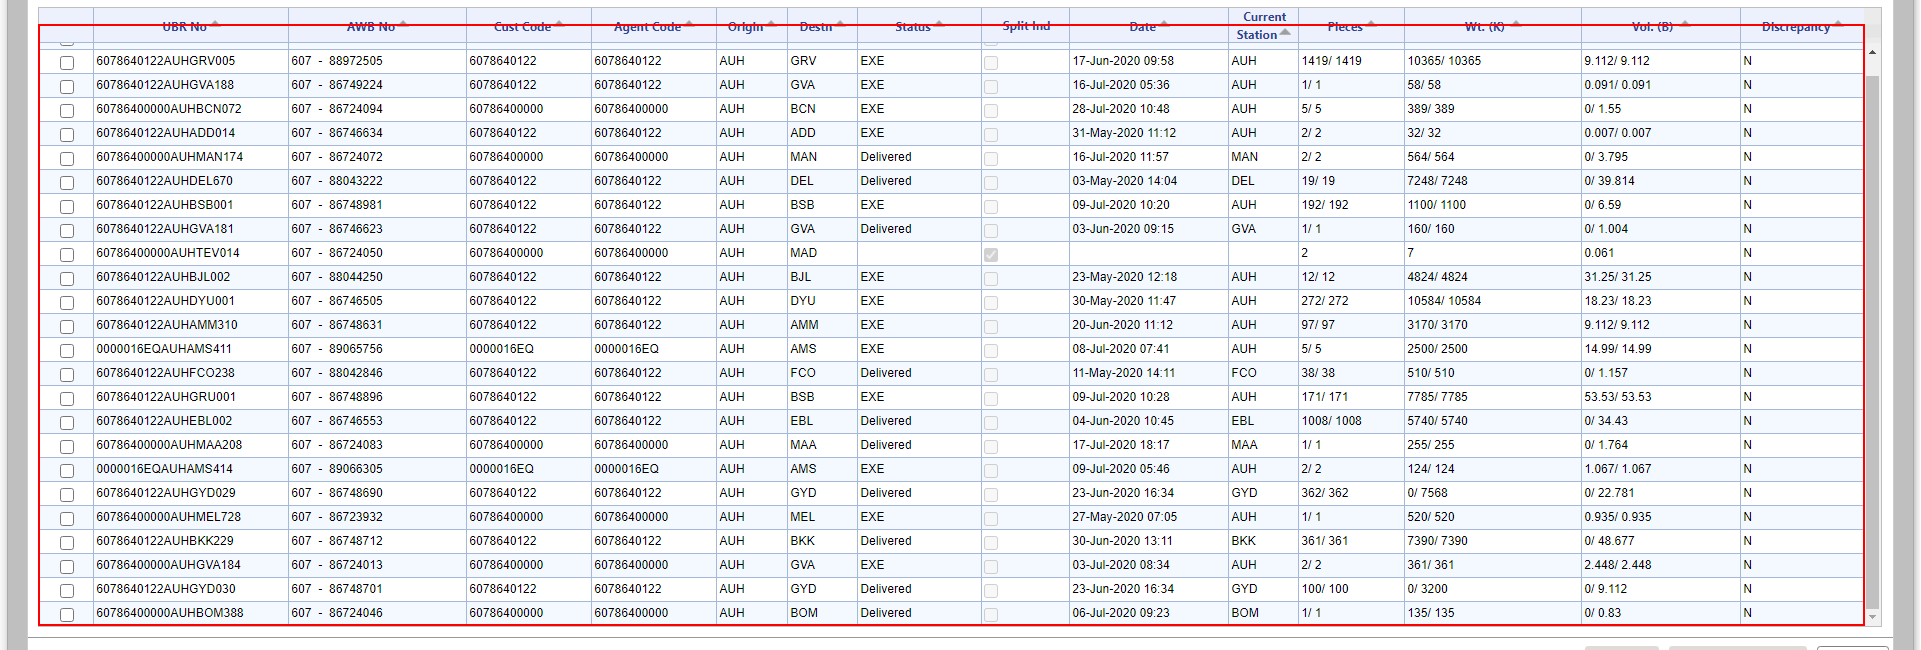 UBR No AWB No Cust Code Agent Code Origin Destn Status Split Ind Date Current Station Pieces Wt. (K) Vol. (B) Discrepancy
6078640122AUHGRV005 607 - 88972505 6078640122 6078640122 AUH GRV EXE 17-Jun-2020 09:58 AUH 1419/ 1419 10365/ 10365 9.112/ 9.112 N
6078640122AUHGVA188 607 - 86749224 6078640122 6078640122 AUH GVA EXE 16-Jul-2020 05:36 AUH 1/ 1 58/ 58 0.091/ 0.091 N
60786400000AUHBCN072 607 - 86724094 60786400000 60786400000 AUH BCN EXE 28-Jul-2020 10:48 AUH 5/ 5 389/ 389 0/ 1.55 N
6078640122AUHADD014 607 - 86746634 6078640122 6078640122 AUH ADD EXE 31-May-2020 11:12 AUH 2/ 2 32/ 32 0.007/ 0.007 N
60786400000AUHMAN174 607 - 86724072 60786400000 60786400000 AUH MAN Delivered 16-Jul-2020 11:57 MAN 2/ 2 564/ 564 0/ 3.795 N
6078640122AUHDEL670 607 - 88043222 6078640122 6078640122 AUH DEL Delivered 03-May-2020 14:04 DEL 19/ 19 7248/ 7248 0/ 39.814 N
6078640122AUHBSB001 607 - 86748981 6078640122 6078640122 AUH BSB EXE 09-Jul-2020 10:20 AUH 192/ 192 1100/ 1100 0/ 6.59 N
6078640122AUHGVA181 607 - 86746623 6078640122 6078640122 AUH GVA Delivered 03-Jun-2020 09:15 GVA 1/ 1 160/ 160 0/ 1.004 N
60786400000AUHTEV014 607 - 86724050 60786400000 60786400000 AUH MAD 2 7 0.061 N
6078640122AUHBJL002 607 - 88044250 6078640122 6078640122 AUH BJL EXE 23-May-2020 12:18 AUH 12/ 12 4824/ 4824 31.25/ 31.25 N
6078640122AUHDYU001 607 - 86746505 6078640122 6078640122 AUH DYU EXE 30-May-2020 11:47 AUH 272/ 272 10584/ 10584 18.23/ 18.23 N
6078640122AUHAMM310 607 - 86748631 6078640122 6078640122 AUH AMM EXE 20-Jun-2020 11:12 AUH 97/ 97 3170/ 3170 9.112/ 9.112 N
0000016EQAUHAMS411 607 - 89065756 0000016EQ 0000016EQ AUH AMS EXE 08-Jul-2020 07:41 AUH 5/ 5 2500/ 2500 14.99/ 14.99 N
6078640122AUHFCO238 607 - 88042846 6078640122 6078640122 AUH FCO Delivered 11-May-2020 14:11 FCO 38/ 38 510/ 510 0/ 1.157 N
6078640122AUHGRU001 607 - 86748896 6078640122 6078640122 AUH BSB EXE 09-Jul-2020 10:28 AUH 171/ 171 7785/ 7785 53.53/ 53.53 N
6078640122AUHEBL002 607 - 86746553 6078640122 6078640122 AUH EBL Delivered 04-Jun-2020 10:45 EBL 1008/ 1008 5740/ 5740 0/ 34.43 N
60786400000AUHMAA208 607 - 86724083 60786400000 60786400000 AUH MAA Delivered 17-Jul-2020 18:17 MAA 1/ 1 255/ 255 0/ 1.764 N
0000016EQAUHAMS414 607 - 89066305 0000016EQ 0000016EQ AUH AMS EXE 09-Jul-2020 05:46 AUH 2/ 2 124/ 124 1.067/ 1.067 N
6078640122AUHGYD029 607 - 86748690 6078640122 6078640122 AUH GYD Delivered 23-Jun-2020 16:34 GYD 362/ 362 0/ 7568 0/ 22.781 N
60786400000AUHMEL728 607 - 86723932 60786400000 60786400000 AUH MEL EXE 27-May-2020 07:05 AUH 1/ 1 520/ 520 0.935/ 0.935 N
6078640122AUHBKK229 607 - 86748712 6078640122 6078640122 AUH BKK Delivered 30-Jun-2020 13:11 BKK 361/ 361 7390/ 7390 0/ 48.677 N
60786400000AUHGVA184 607 - 86724013 60786400000 60786400000 AUH GVA EXE 03-Jul-2020 08:34 AUH 2/ 2 361/ 361 2.448/ 2.448 N
6078640122AUHGYD030 607 - 86748701 6078640122 6078640122 AUH GYD Delivered 23-Jun-2020 16:34 GYD 100/ 100 0/ 3200 0/ 9.112 N
60786400000AUHBOM388 607 - 86724046 60786400000 60786400000 AUH BOM Delivered 06-Jul-2020 09:23 BOM 1/ 1 135/ 135 0/ 0.83 N